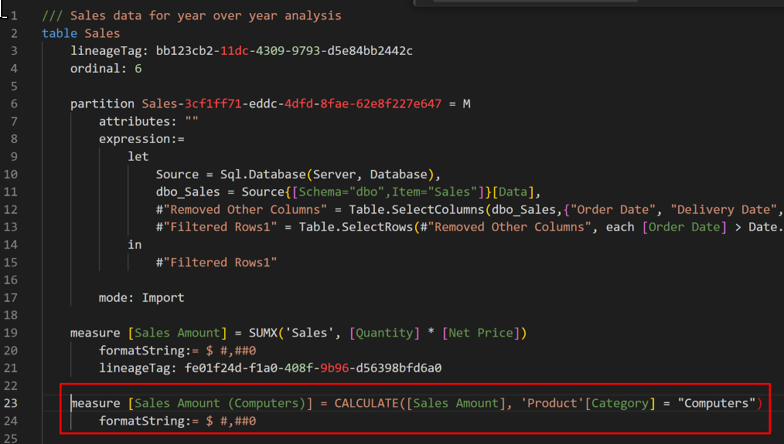 1 /// Sales data for year over year analysis
2 table Sales
3 lineageTag: bb123cb2-11dc-4309-9793-d5e84bb2442c
4 ordinal: 6
5
6 partition Sales-3cf1ff71-eddc-4dfd-8fae-62e8f227e647 = M
7 attributes: ""
8 expression:=
9 let
10 Source = Sql.Database(Server, Database),
11 dbo_Sales = Source{[Schema="dbo",Item="Sales"]}[Data],
12 #"Removed Other Columns" = Table.SelectColumns(dbo_Sales,{"Order Date", "Delivery Date",
13 #"Filtered Rows1" = Table.SelectRows(#"Removed Other Columns", each [Order Date] > Date.
14 in
15 #"Filtered Rows1"
16
17 mode: Import
18
19 measure [Sales Amount] = SUMX('Sales', [Quantity] * [Net Price])
20 formatString:= $ #,##0
21 lineageTag: fe01f24d-f1a0-408f-9b96-d56398bfd6a0
22
23 measure [Sales Amount (Computers)] = CALCULATE([Sales Amount], 'Product'[Category] = "Computers")
24 formatString:= $ #,##0
25